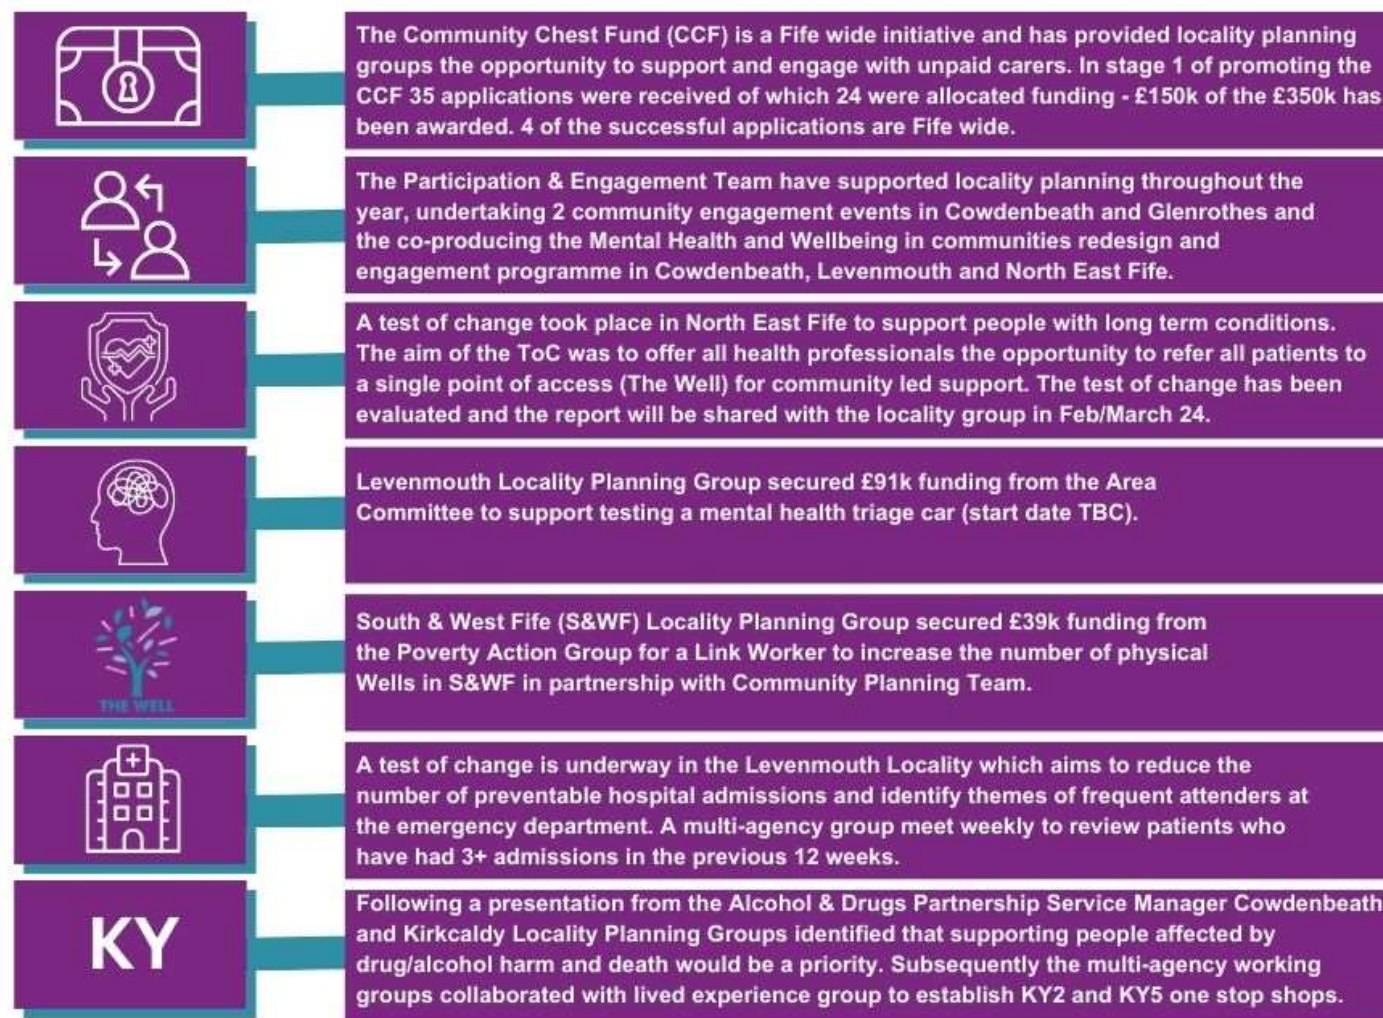 The Community Chest Fund (CCF) is a Fife wide initiative and has provided locality planning
groups the opportunity to support and engage with unpaid carers. In stage 1 of promoting the
CCF 35 applications were received of which 24 were allocated funding - £150k of the £350k has
been awarded. 4 of the successful applications are Fife wide.
The Participation & Engagement Team have supported locality planning throughout the
year, undertaking 2 community engagement events in Cowdenbeath and Glenrothes and
the co-producing the Mental Health and Wellbeing in communities redesign and
engagement programme in Cowdenbeath, Levenmouth and North East Fife.
A test of change took place in North East Fife to support people with long term conditions.
The aim of the ToC was to offer all health professionals the opportunity to refer all patients to
a single point of access (The Well) for community led support. The test of change has been
evaluated and the report will be shared with the locality group in Feb/March 24.
Levenmouth Locality Planning Group secured £91k funding from the Area
Committee to support testing a mental health triage car (start date TBC).
THE WELL
South & West Fife (S&WF) Locality Planning Group secured £39k funding from
the Poverty Action Group for a Link Worker to increase the number of physical
Wells in S&WF in partnership with Community Planning Team.
A test of change is underway in the Levenmouth Locality which aims to reduce the
number of preventable hospital admissions and identify themes of frequent attenders at
the emergency department. A multi-agency group meet weekly to review patients who
have had 3+ admissions in the previous 12 weeks.
KY
Following a presentation from the Alcohol & Drugs Partnership Service Manager Cowdenbeath
and Kirkcaldy Locality Planning Groups identified that supporting people affected by
drug/alcohol harm and death would be a priority. Subsequently the multi-agency working
groups collaborated with lived experience group to establish KY2 and KY5 one stop shops.